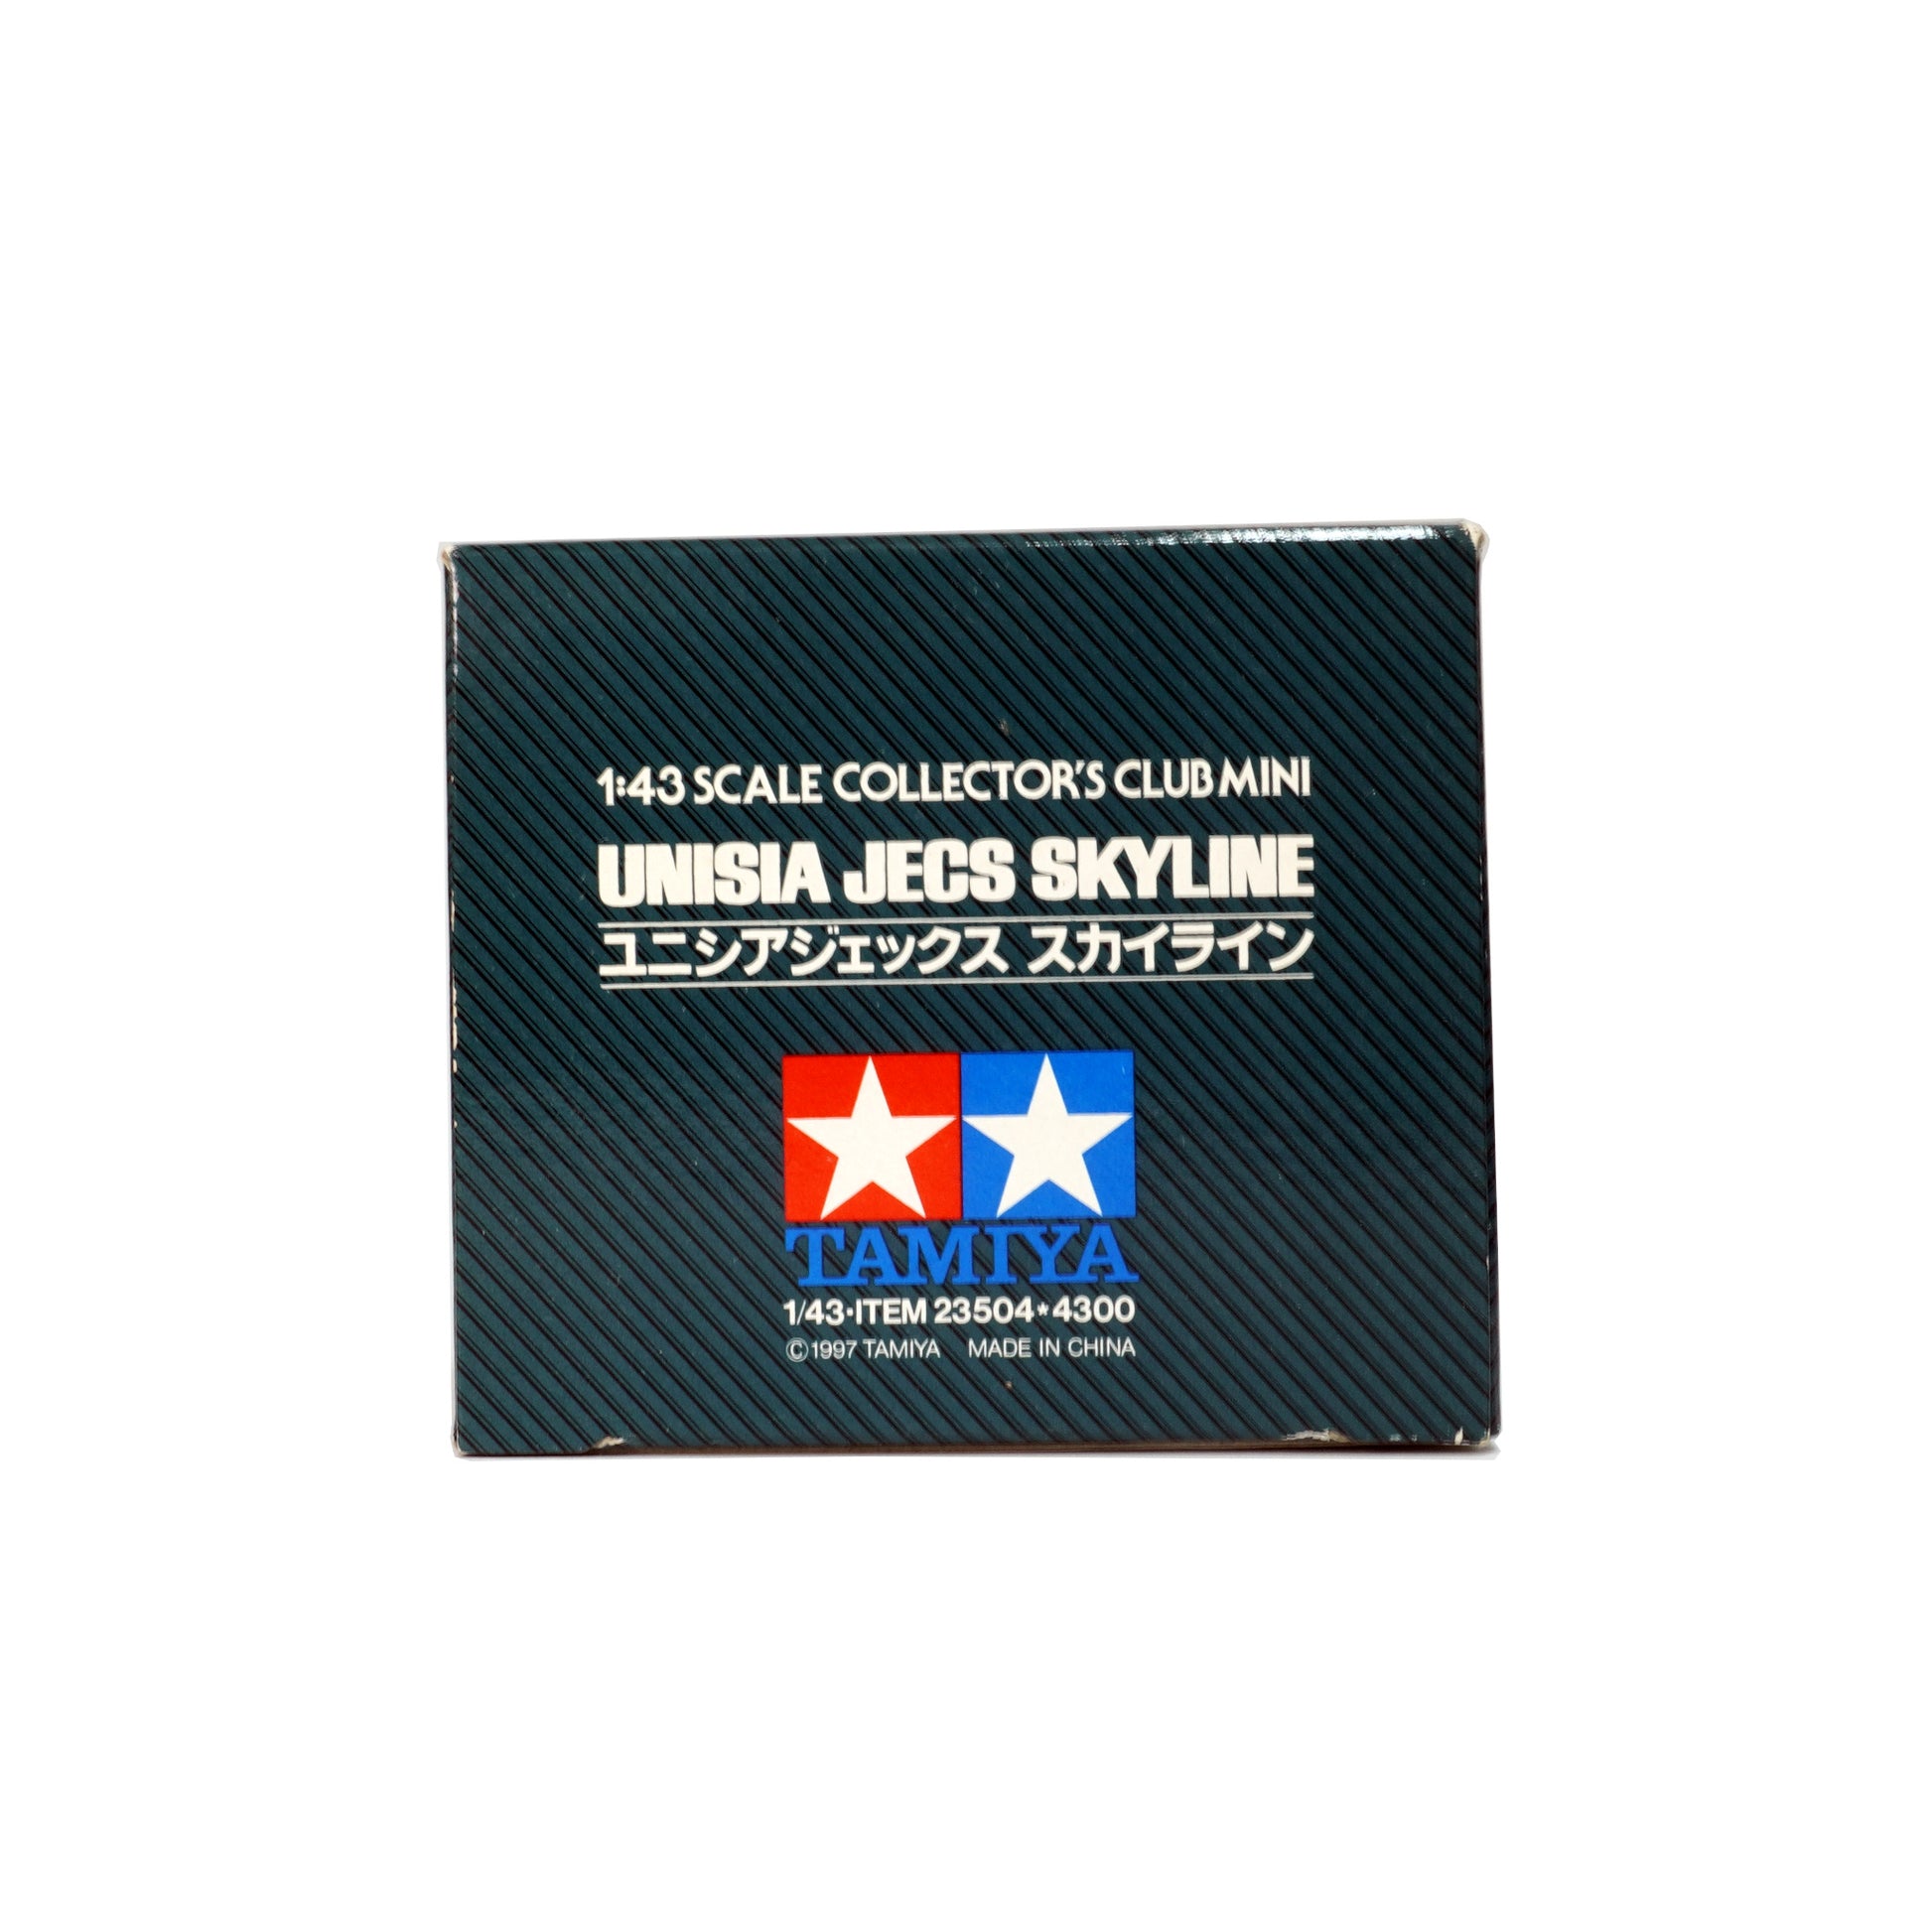 1:43 SCALE COLLECTOR'S CLUB MINI
UNISIA JECS SKYLINE
ユニシアジェックス スカイライン
TAMIYA
1/43•ITEM 23504*4300
©1997 TAMIYA MADE IN CHINA